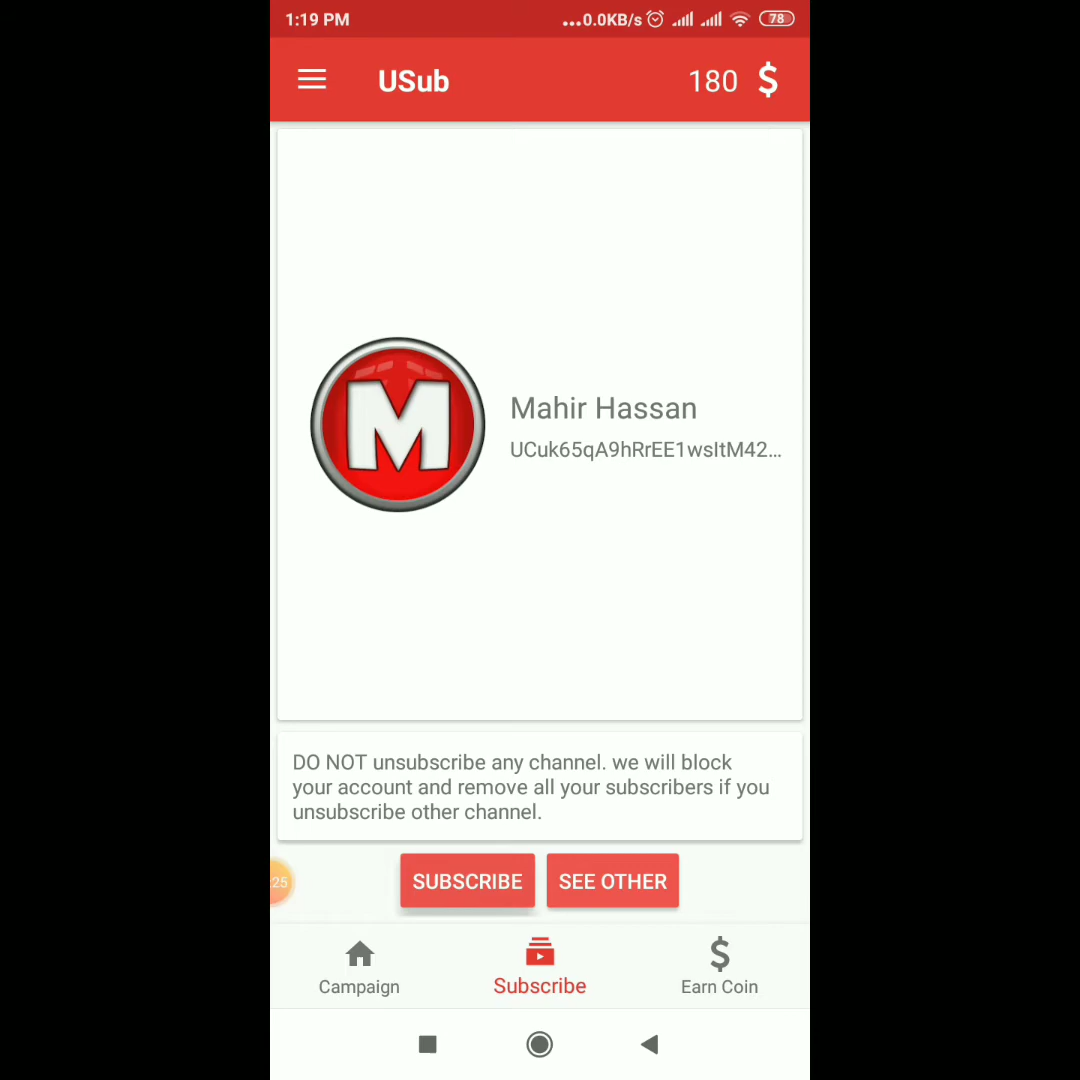 1:19 PM ...0.0KB/s 78
USub 180 $
M
Mahir Hassan
UCuk65qA9hRrEE1wsItM42...
DO NOT unsubscribe any channel. we will block
your account and remove all your subscribers if you
unsubscribe other channel.
:25
SUBSCRIBE SEE OTHER
Campaign Subscribe Earn Coin